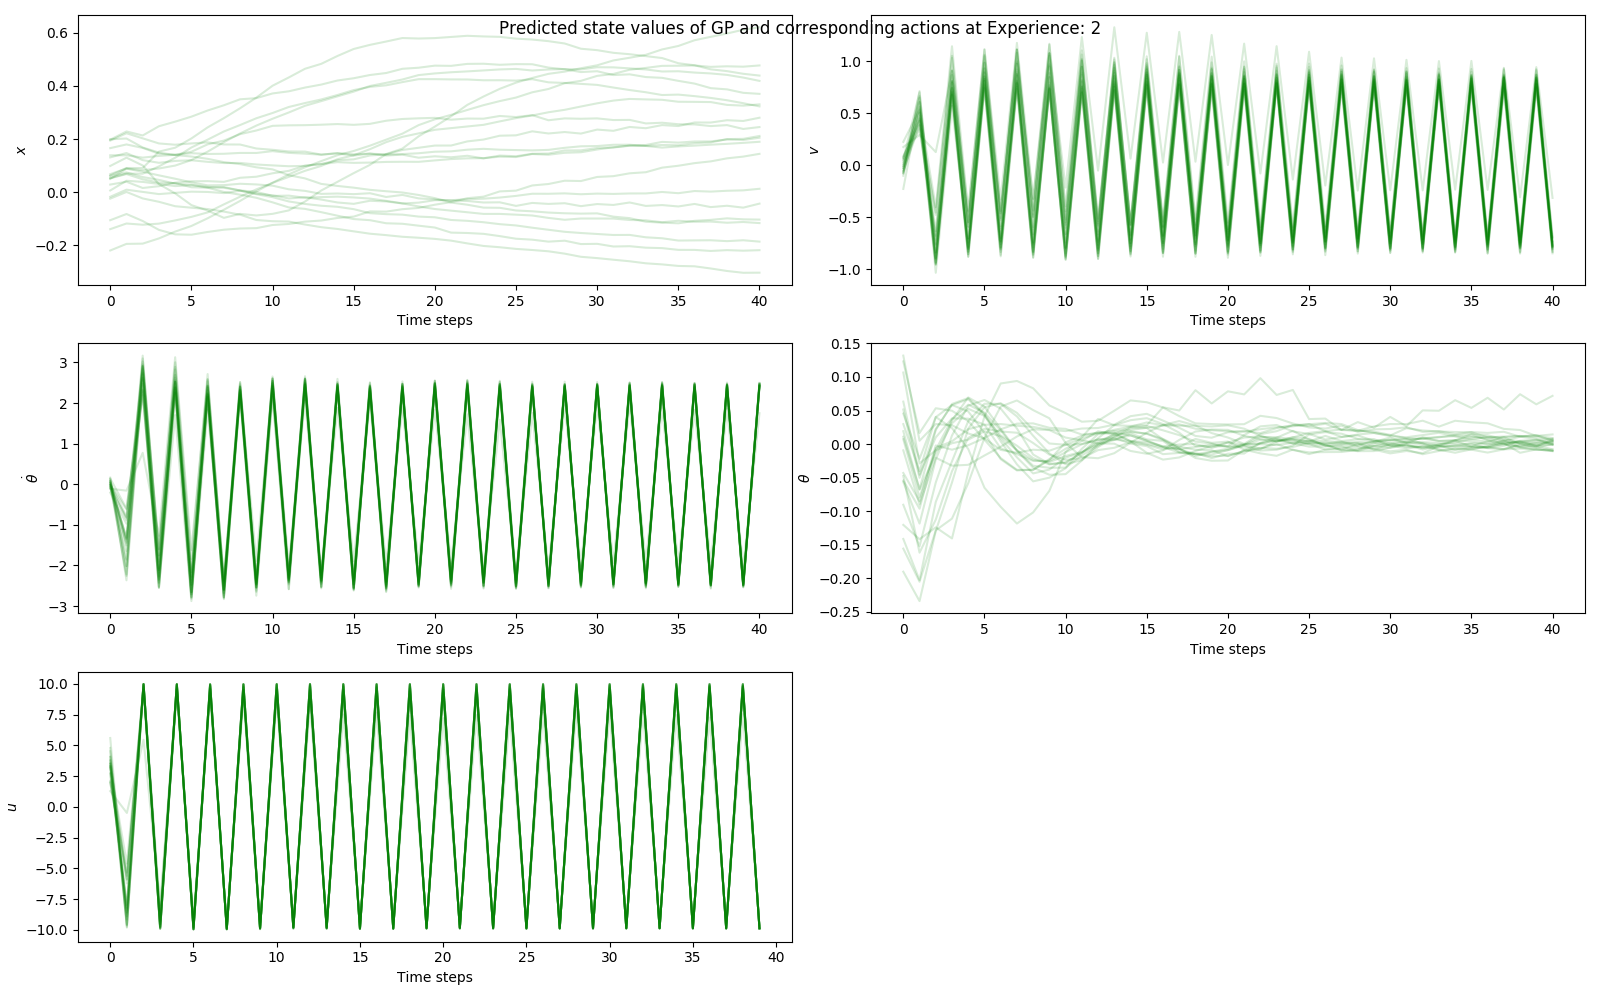 Predicted state values of GP and corresponding actions at Experience: 2
0.6
0.4
0.2
0.0
−0.2
x
0 5 10 15 20 25 30 35 40
Time steps
1.0
0.5
0.0
−0.5
−1.0
v
0 5 10 15 20 25 30 35 40
Time steps
3
2
1
0
−1
−2
−3
θ̇
0 5 10 15 20 25 30 35 40
Time steps
0.15
0.10
0.05
0.00
−0.05
−0.10
−0.15
−0.20
−0.25
θ
0 5 10 15 20 25 30 35 40
Time steps
10.0
7.5
5.0
2.5
0.0
−2.5
−5.0
−7.5
−10.0
u
0 5 10 15 20 25 30 35 40
Time steps